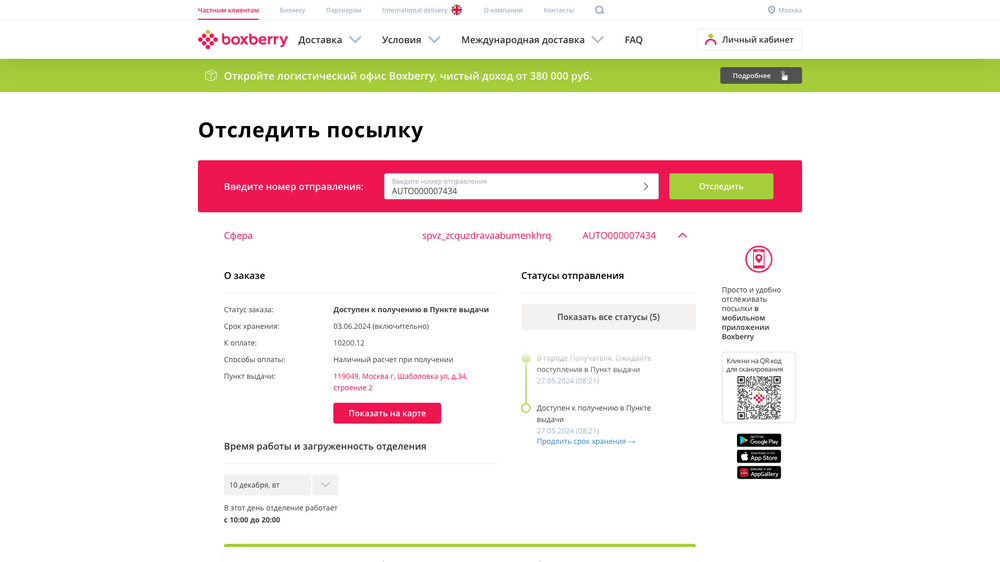 Частным клиентам
Бизнесу
Партнерам
International delivery
О компании
Контакты
Москва
boxberry
Доставка
Условия
Международная доставка
FAQ
Личный кабинет
Откройте логистический офис Boxberry, чистый доход от 380 000 руб.
Подробнее
Отследить посылку
Введите номер отправления:
Введите номер отправления
AUTO000007434
Отследить
Сфера
spvz_zcquzdravaabumenkhrq
AUTO000007434
О заказе
Статус заказа:
Доступен к получению в Пункте выдачи
Срок хранения:
03.06.2024 (включительно)
К оплате:
10200.12
Способы оплаты:
Наличный расчет при получении
Пункт выдачи:
119049, Москва г, Шаболовка ул, д.34,
строение 2
Показать на карте
Время работы и загруженность отделения
10 декабря, вт
В этот день отделение работает
с 10:00 до 20:00
Статусы отправления
Показать все статусы (5)
В городе Получателя. Ожидайте
поступления в Пункт выдачи
27.05.2024 (08:21)
Доступен к получению в Пункте
выдачи
27.05.2024 (08:21)
Продлить срок хранения →
Просто и удобно
отслеживать
посылки в
мобильном
приложении
Boxberry
Кликни на QR-код
для сканирования
Google Play
App Store
AppGallery